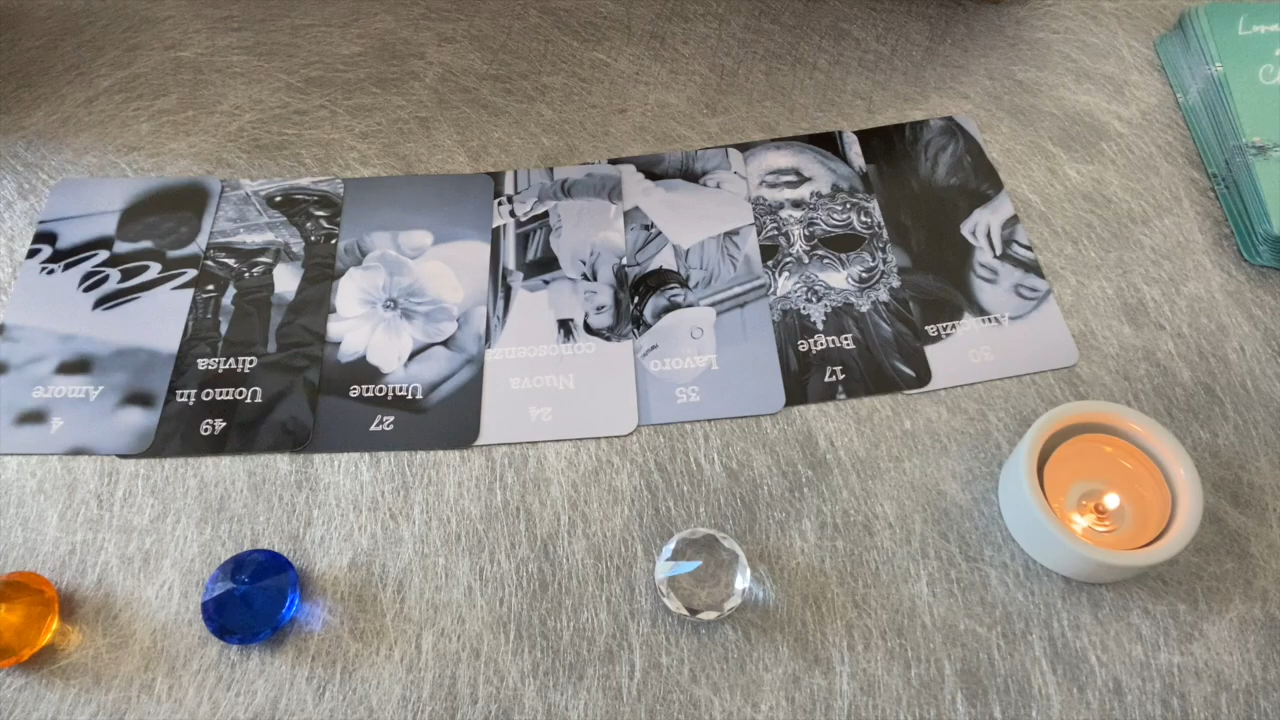 4
Amore
49
Uomo in
divisa
27
Unione
24
Nuova
conoscenza
35
Lavoro
17
Bugie
30
Amicizia